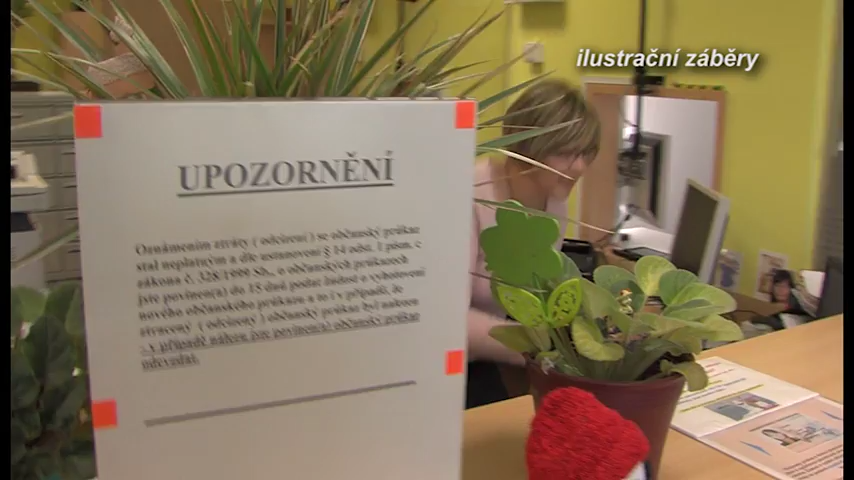 ilustrační záběry
UPOZORNĚNÍ
Oznámením ztráty ( odcizení ) se občanský průkaz
stal neplatným a dle ustanovení § 14 odst. 1 písm. c
zákona č. 328/1999 Sb., o občanských průkazech
jste povinen(a) do 15 dnů podat žádost o vyhotovení
nového občanského průkazu a to i v případě, že
ztracený ( odcizený ) občanský průkaz byl nalezen
- v případě nálezu jste povinen(a) občanský průkaz
odevzdat.